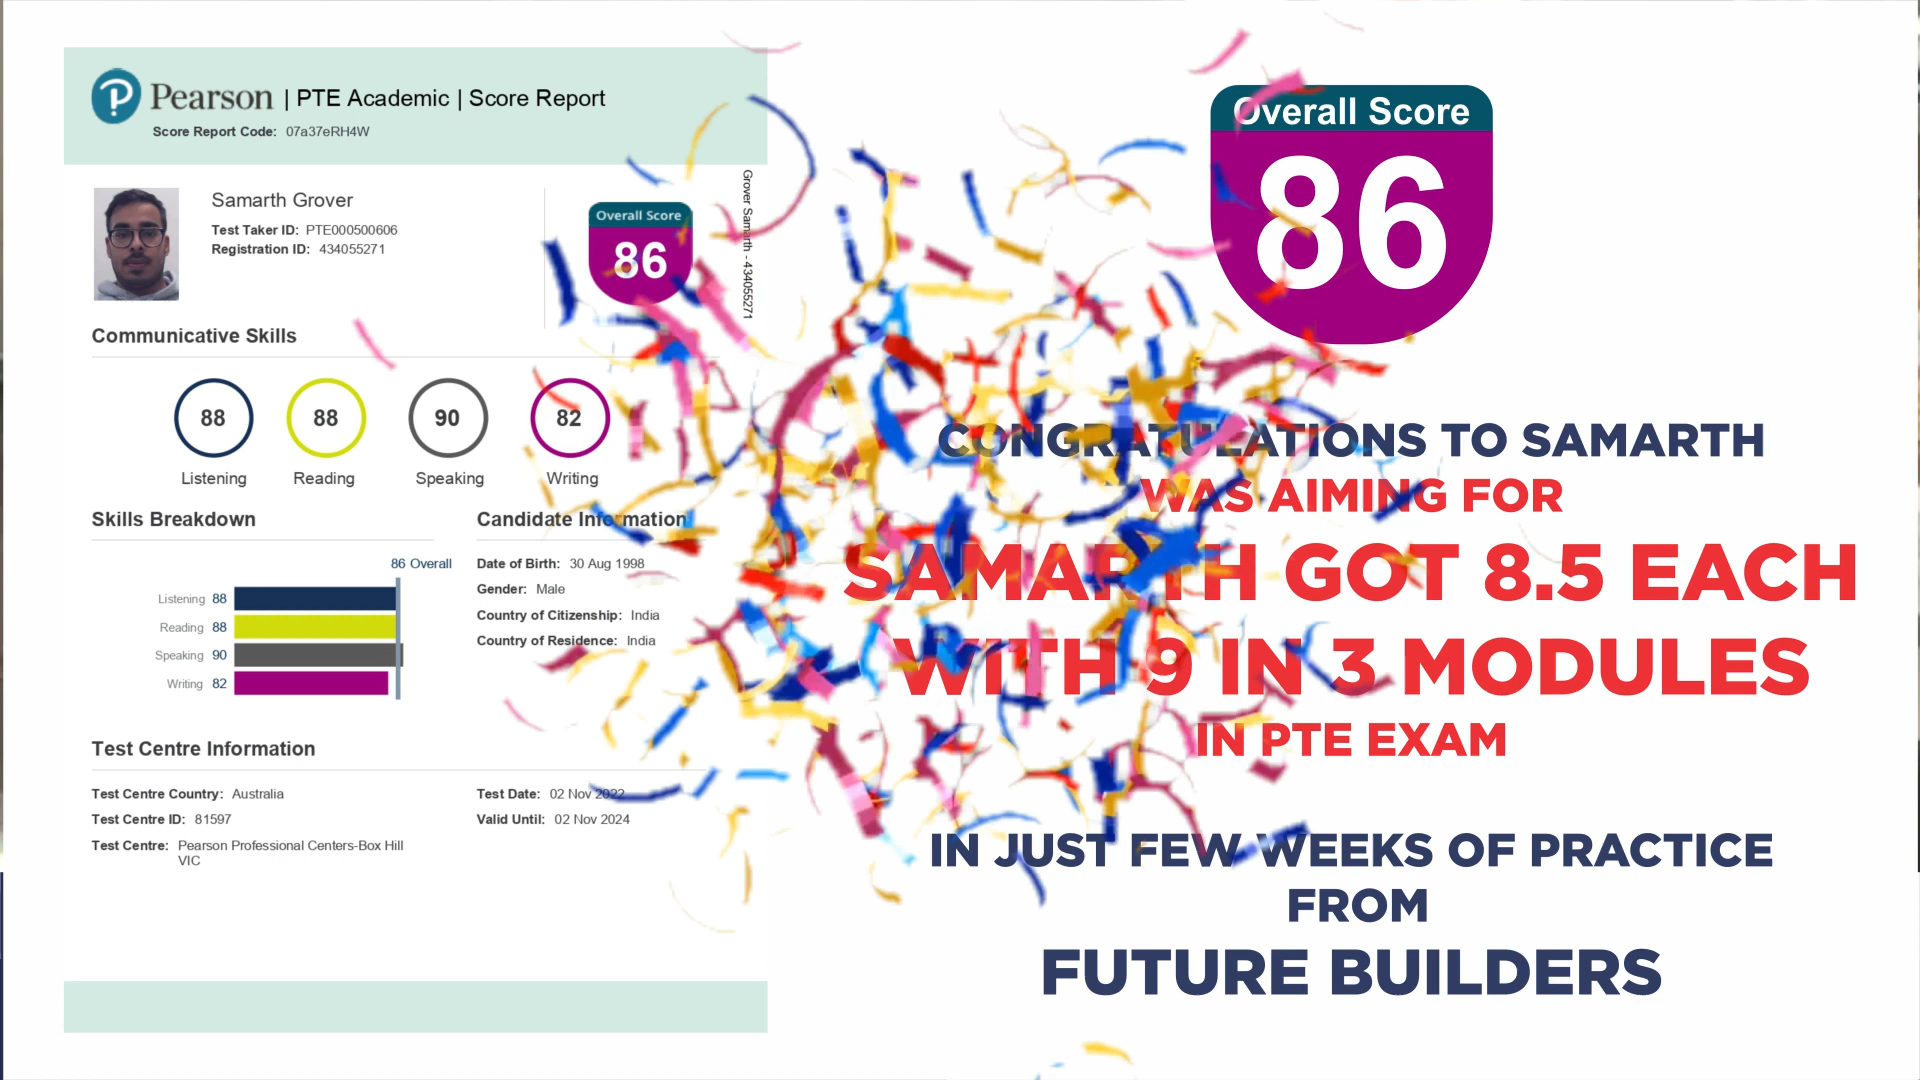 Pearson | PTE Academic | Score Report
Score Report Code: 07a37eRH4W
Samarth Grover
Test Taker ID: PTE000500606
Registration ID: 434055271
Overall Score
86
Grover Samarth - 434055271
Communicative Skills
88 88 90 82
Listening Reading Speaking Writing
Skills Breakdown
86 Overall
Listening 88
Reading 88
Speaking 90
Writing 82
Candidate Information
Date of Birth: 30 Aug 1998
Gender: Male
Country of Citizenship: India
Country of Residence: India
Test Centre Information
Test Centre Country: Australia
Test Centre ID: 81597
Test Centre: Pearson Professional Centers-Box Hill
VIC
Test Date: 02 Nov 2022
Valid Until: 02 Nov 2024
Overall Score
86
CONGRATULATIONS TO SAMARTH
WAS AIMING FOR
SAMARTH GOT 8.5 EACH
WITH 9 IN 3 MODULES
IN PTE EXAM
IN JUST FEW WEEKS OF PRACTICE
FROM
FUTURE BUILDERS